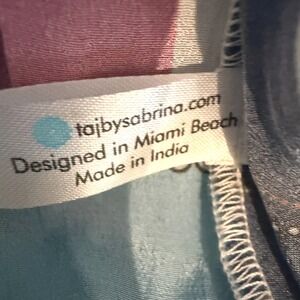 tajbysabrina.com
Designed in Miami Beach
Made in India